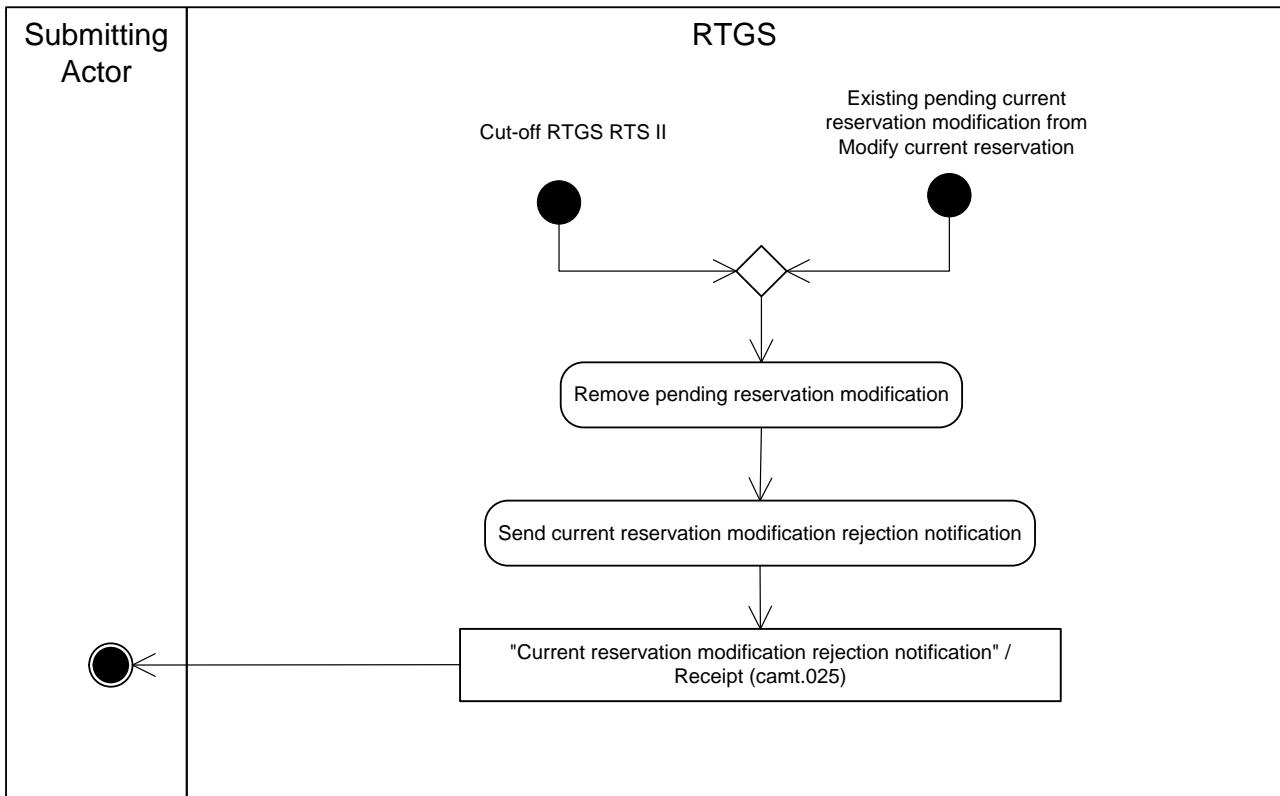 Submitting
Actor
RTGS
Cut-off RTGS RTS II
Existing pending current
reservation modification from
Modify current reservation
Remove pending reservation modification
Send current reservation modification rejection notification
"Current reservation modification rejection notification" /
Receipt (camt.025)